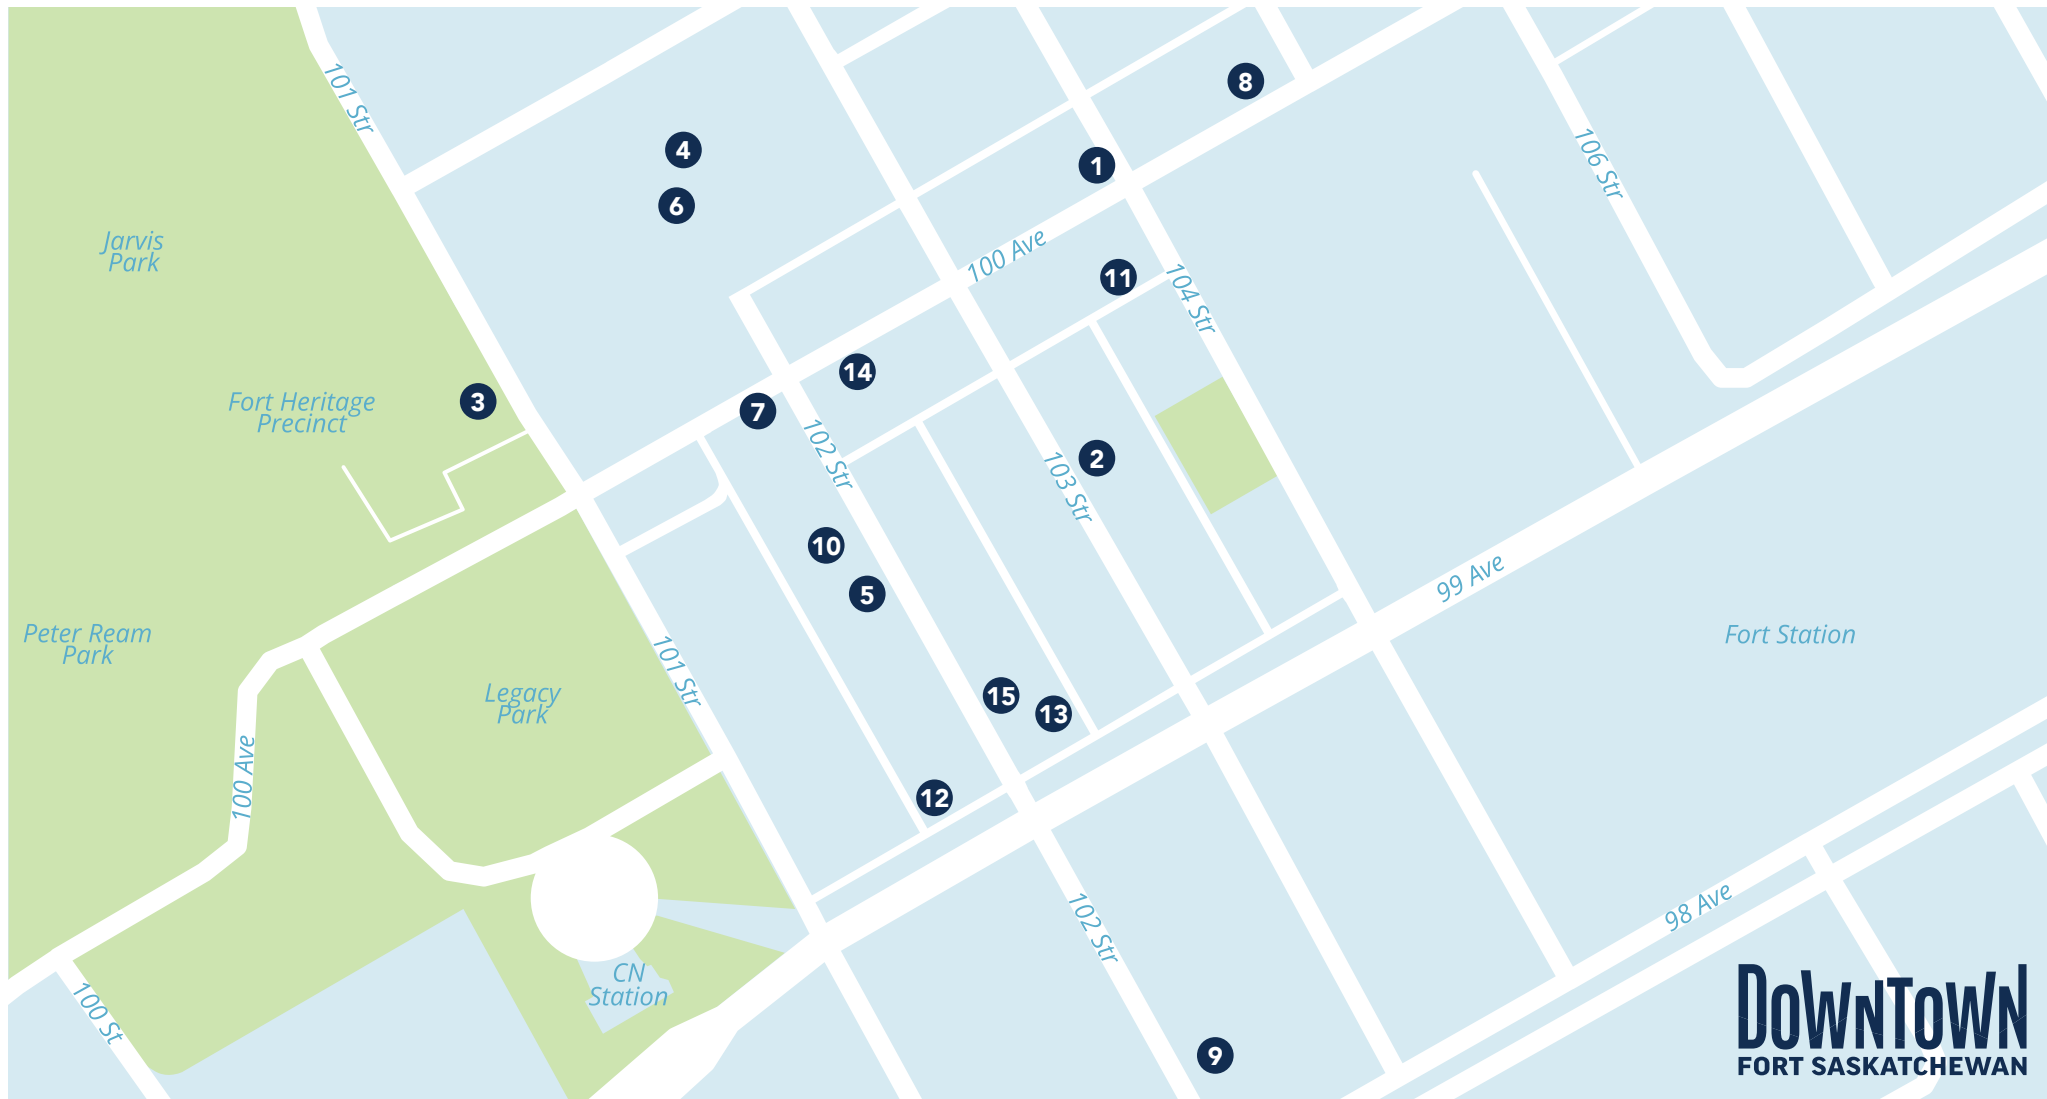 101 Str
8
4
1
6
106 Str
Jarvis
Park
100 Ave
11
104 Str
14
3
7
Fort Heritage
Precinct
102 Str
2
103 Str
10
5
99 Ave
Peter Ream
Park
Fort Station
101 Str
Legacy
Park
15
13
100 Ave
12
98 Ave
102 Str
CN
Station
100 St
9
DOWNTOWN
FORT SASKATCHEWAN